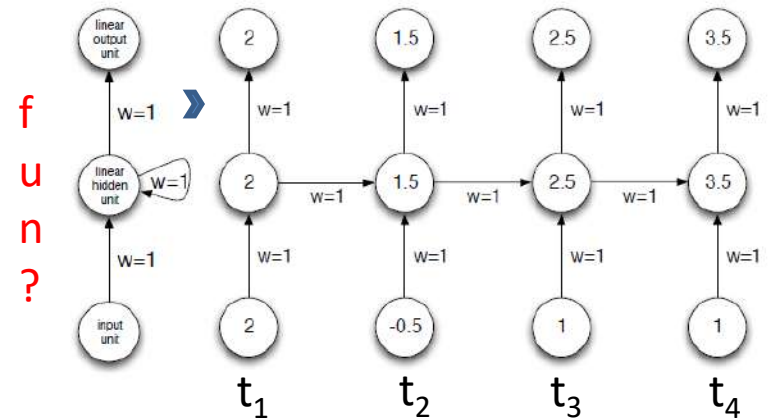 linear
output
unit
2
1.5
2.5
3.5
f
u
n
?
w=1
w=1
w=1
w=1
w=1
linear
hidden
unit
w=1
2
w=1
1.5
w=1
2.5
w=1
3.5
w=1
w=1
w=1
w=1
w=1
input
unit
2
-0.5
1
1
t₁
t₂
t₃
t₄